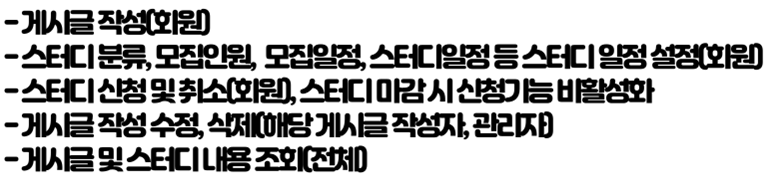 - 게시글 작성(회원)
- 스터디 분류, 모집인원, 모집일정, 스터디일정 등 스터디 일정 설정(회원)
- 스터디 신청 및 취소(회원), 스터디 마감 시 신청기능 비활성화
- 게시글 작성 수정, 삭제(해당 게시글 작성자, 관리자)
- 게시글 및 스터디 내용 조회(전체)